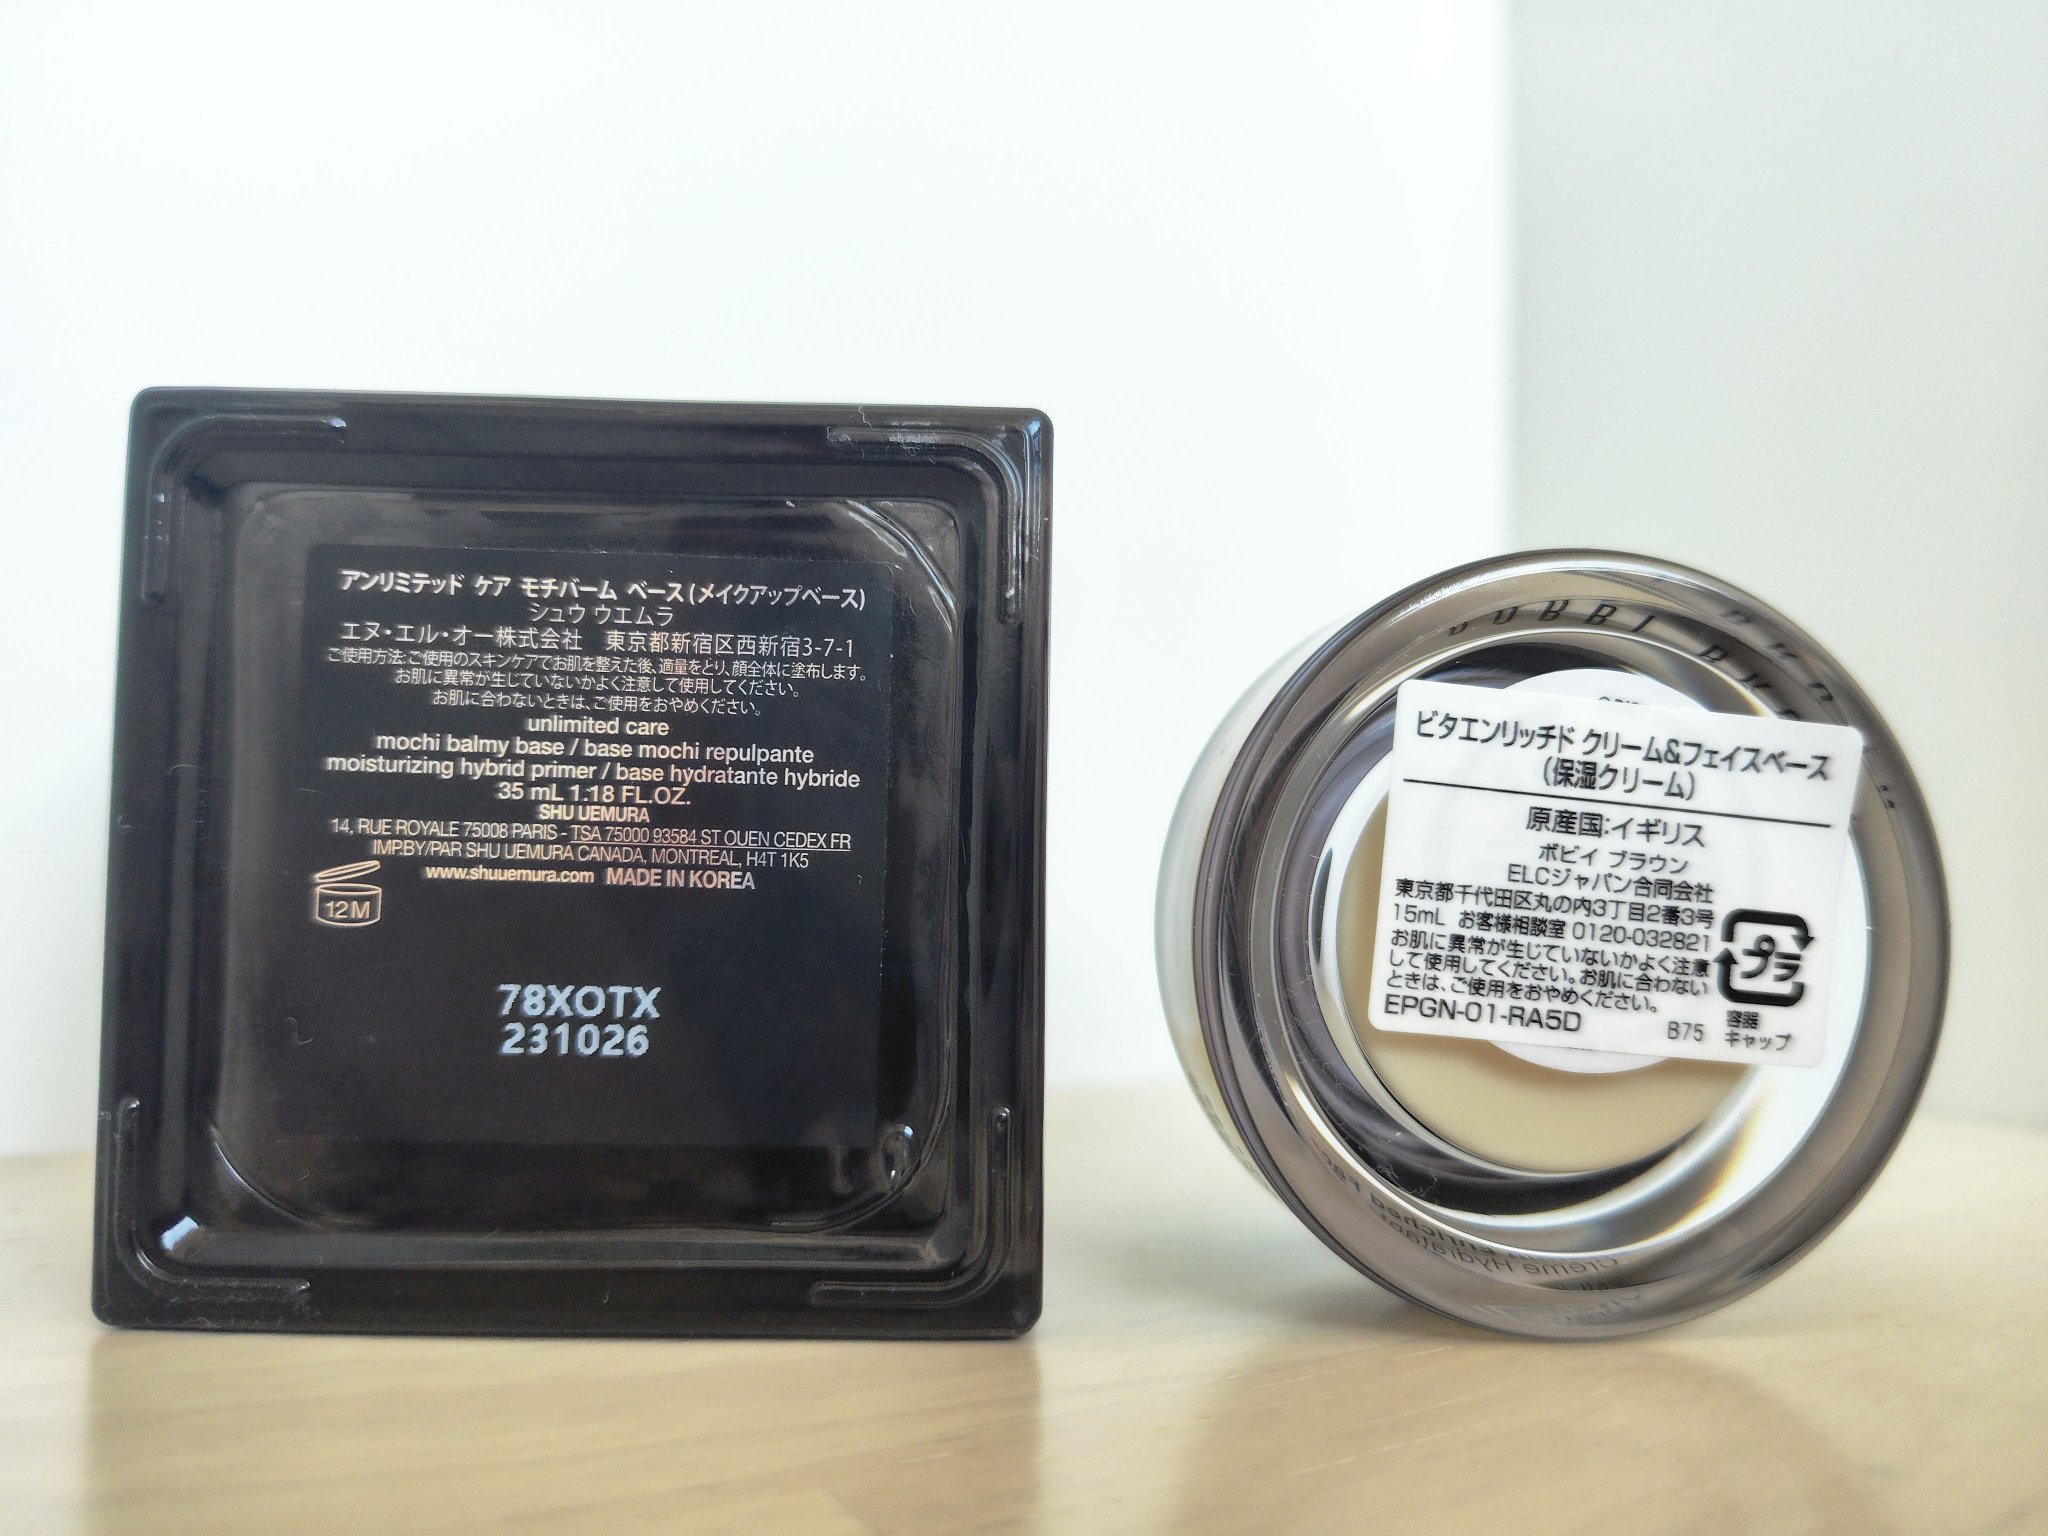 アンリミテッド ケア モチバーム ベース(メイクアップベース)
シュウ ウエムラ
エヌ・エル・オー株式会社 東京都新宿区西新宿3-7-1
ご使用方法:ご使用のスキンケアでお肌を整えた後、適量をとり、顔全体に塗布します。
お肌に異常が生じていないかよく注意して使用してください。
お肌に合わないときは、ご使用をおやめください。
unlimited care
mochi balmy base / base mochi repulpante
moisturizing hybrid primer / base hydratante hybride
35 mL 1.18 FL.OZ.
SHU UEMURA
14, RUE ROYALE 75008 PARIS - TSA 75000 93584 ST OUEN CEDEX FR
IMP.BY/PAR SHU UEMURA CANADA, MONTREAL, H4T 1K5
www.shuuemura.com MADE IN KOREA
12M
78XOTX
231026
BOBBI
ビタエンリッチド クリーム&フェイスベース
(保湿クリーム)
原産国:イギリス
ボビイ ブラウン
ELCジャパン合同会社
東京都千代田区丸の内3丁目2番3号
15mL お客様相談室 0120-032821
お肌に異常が生じていないかよく注意
して使用してください。お肌に合わない
ときは、ご使用をおやめください。
EPGN-01-RA5D B75
プラ
容器
キャップ